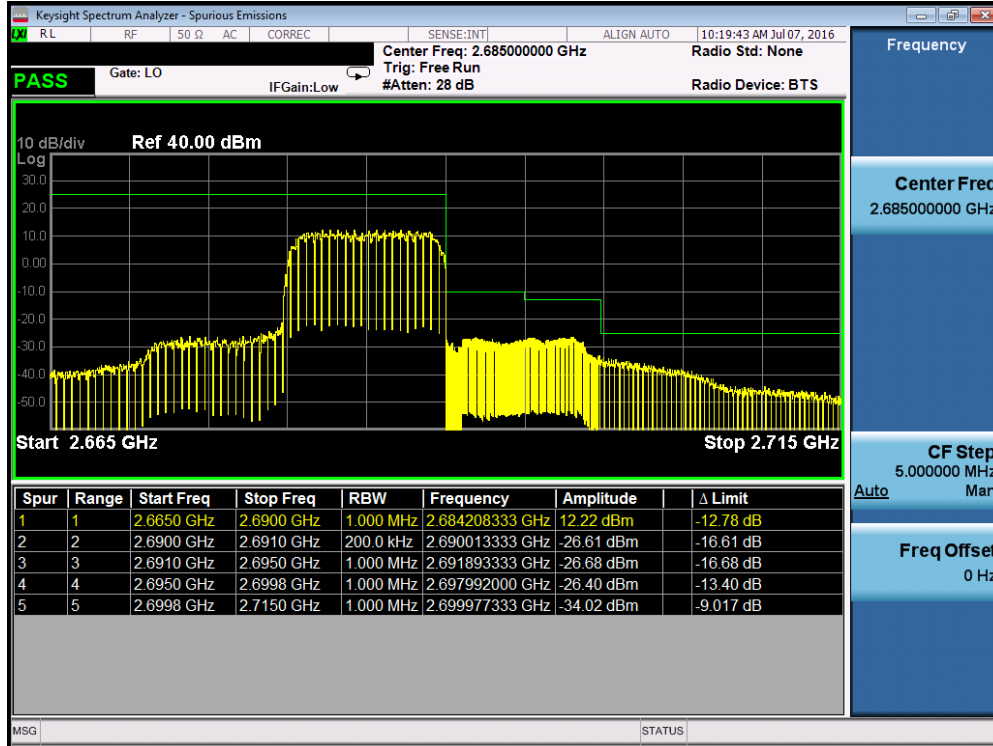 Keysight Spectrum Analyzer - Spurious Emissions
LXI RL RF 50 Ω AC CORREC SENSE:INT ALIGN AUTO 10:19:43 AM Jul 07, 2016
Center Freq: 2.685000000 GHz Radio Std: None
Trig: Free Run
PASS Gate: LO IFGain:Low #Atten: 28 dB Radio Device: BTS
10 dB/div Ref 40.00 dBm
Log
30.0
20.0
10.0
0.00
-10.0
-20.0
-30.0
-40.0
-50.0
Start 2.665 GHz Stop 2.715 GHz
Spur Range Start Freq Stop Freq RBW Frequency Amplitude Δ Limit
1 1 2.6650 GHz 2.6900 GHz 1.000 MHz 2.684208333 GHz 12.22 dBm -12.78 dB
2 2 2.6900 GHz 2.6910 GHz 200.0 kHz 2.690013333 GHz -26.61 dBm -16.61 dB
3 3 2.6910 GHz 2.6950 GHz 1.000 MHz 2.691893333 GHz -26.68 dBm -16.68 dB
4 4 2.6950 GHz 2.6998 GHz 1.000 MHz 2.697992000 GHz -26.40 dBm -13.40 dB
5 5 2.6998 GHz 2.7150 GHz 1.000 MHz 2.699977333 GHz -34.02 dBm -9.017 dB
MSG STATUS
Frequency
Center Freq
2.685000000 GHz
CF Step
5.000000 MHz
Auto Man
Freq Offset
0 Hz